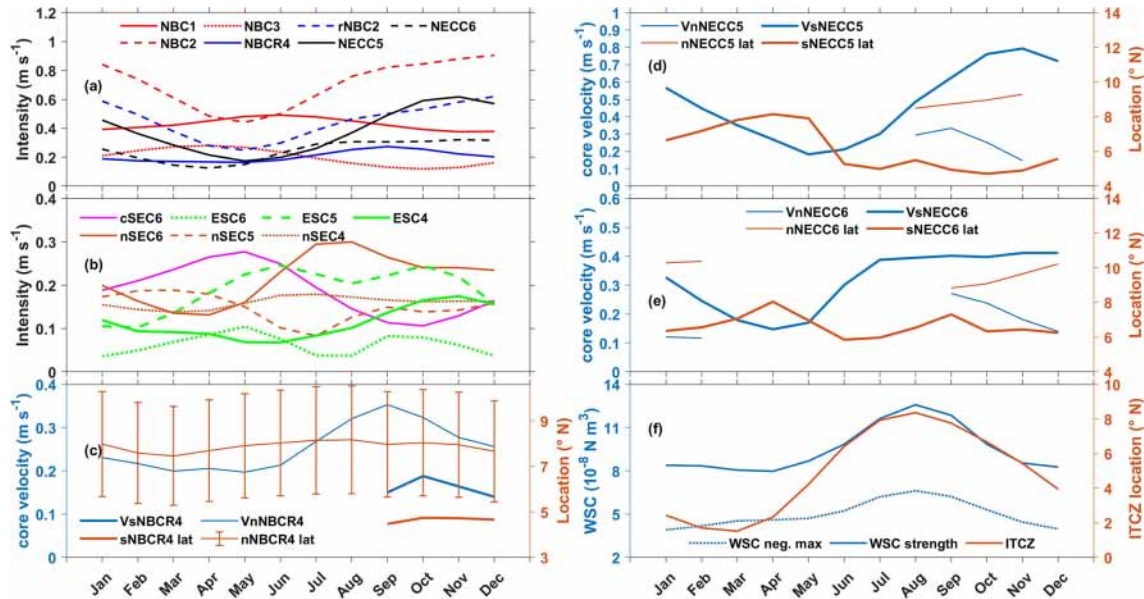 NBC1 NBC3 rNBC2 NECC6
NBC2 NBCR4 NECC5
(a)
Intensity (m s-1)
1.2
1
0.8
0.6
0.4
0.2
0
cSEC6 ESC6 ESC5 ESC4
nSEC6 nSEC5 nSEC4
(b)
Intensity (m s-1)
0.4
0.3
0.2
0.1
0
(c)
core velocity (m s-1)
0.4
0.3
0.2
0.1
0
VsNBCR4 VnNBCR4
sNBCR4 lat nNBCR4 lat
Location (° N)
9
7
5
3
Jan Feb Mar Apr May Jun Jul Aug Sep Oct Nov Dec
VnNECC5 VsNECC5
nNECC5 lat sNECC5 lat
(d)
core velocity (m s-1)
1
0.9
0.8
0.7
0.6
0.5
0.4
0.3
0.2
0.1
0
Location (° N)
14
12
10
8
6
4
VnNECC6 VsNECC6
nNECC6 lat sNECC6 lat
(e)
core velocity (m s-1)
0.6
0.5
0.4
0.3
0.2
0.1
0
Location (° N)
14
12
10
8
6
4
(f)
WSC (10-8 N m3)
14
11
8
5
2
WSC neg. max WSC strength ITCZ
ITCZ location (° N)
10
8
6
4
2
0
Jan Feb Mar Apr May Jun Jul Aug Sep Oct Nov Dec